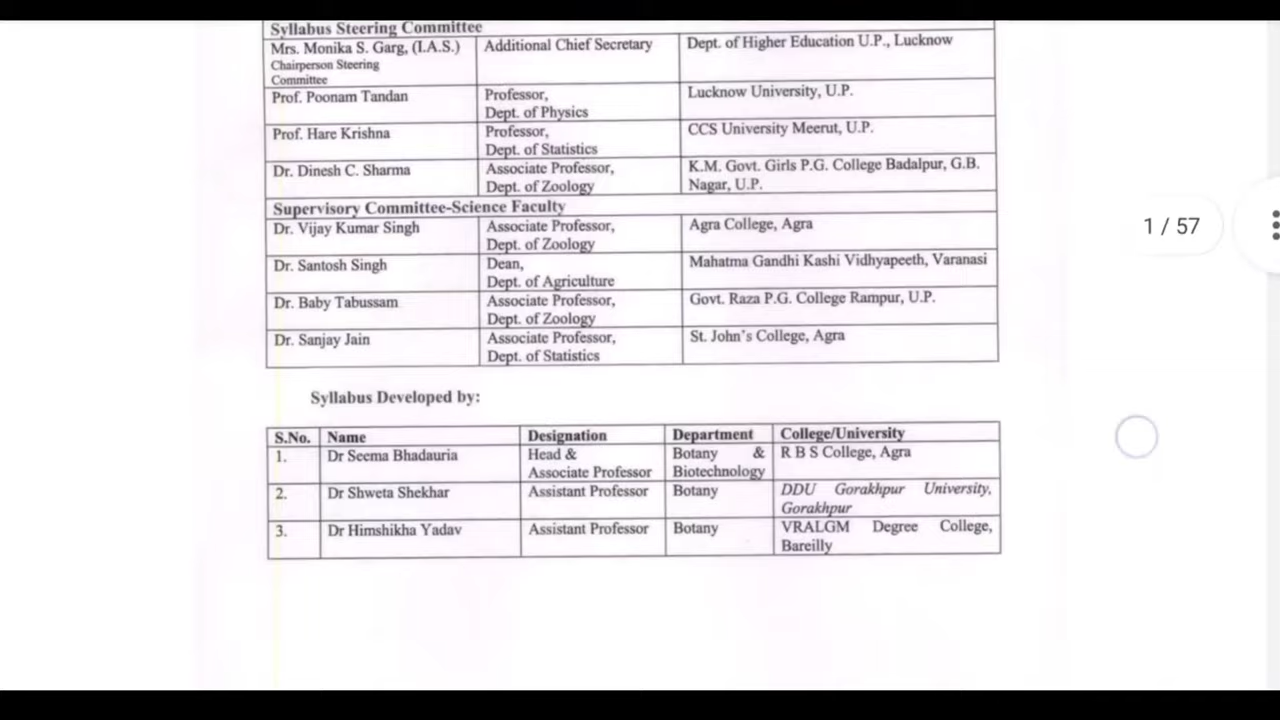 Syllabus Steering Committee
Mrs. Monika S. Garg, (I.A.S.) Additional Chief Secretary Dept. of Higher Education U.P., Lucknow
Chairperson Steering
Committee
Prof. Poonam Tandan Professor, Lucknow University, U.P.
Dept. of Physics
Prof. Hare Krishna Professor, CCS University Meerut, U.P.
Dept. of Statistics
Dr. Dinesh C. Sharma Associate Professor, K.M. Govt. Girls P.G. College Badalpur, G.B.
Dept. of Zoology Nagar, U.P.
Supervisory Committee-Science Faculty
Dr. Vijay Kumar Singh Associate Professor, Agra College, Agra
Dept. of Zoology
Dr. Santosh Singh Dean, Mahatma Gandhi Kashi Vidhyapeeth, Varanasi
Dept. of Agriculture
Dr. Baby Tabussam Associate Professor, Govt. Raza P.G. College Rampur, U.P.
Dept. of Zoology
Dr. Sanjay Jain Associate Professor, St. John's College, Agra
Dept. of Statistics
1 / 57
Syllabus Developed by:
S.No. Name Designation Department College/University
1. Dr Seema Bhadauria Head & Botany & R B S College, Agra
Associate Professor Biotechnology
2. Dr Shweta Shekhar Assistant Professor Botany DDU Gorakhpur University,
Gorakhpur
3. Dr Himshikha Yadav Assistant Professor Botany VRALGM Degree College,
Bareilly